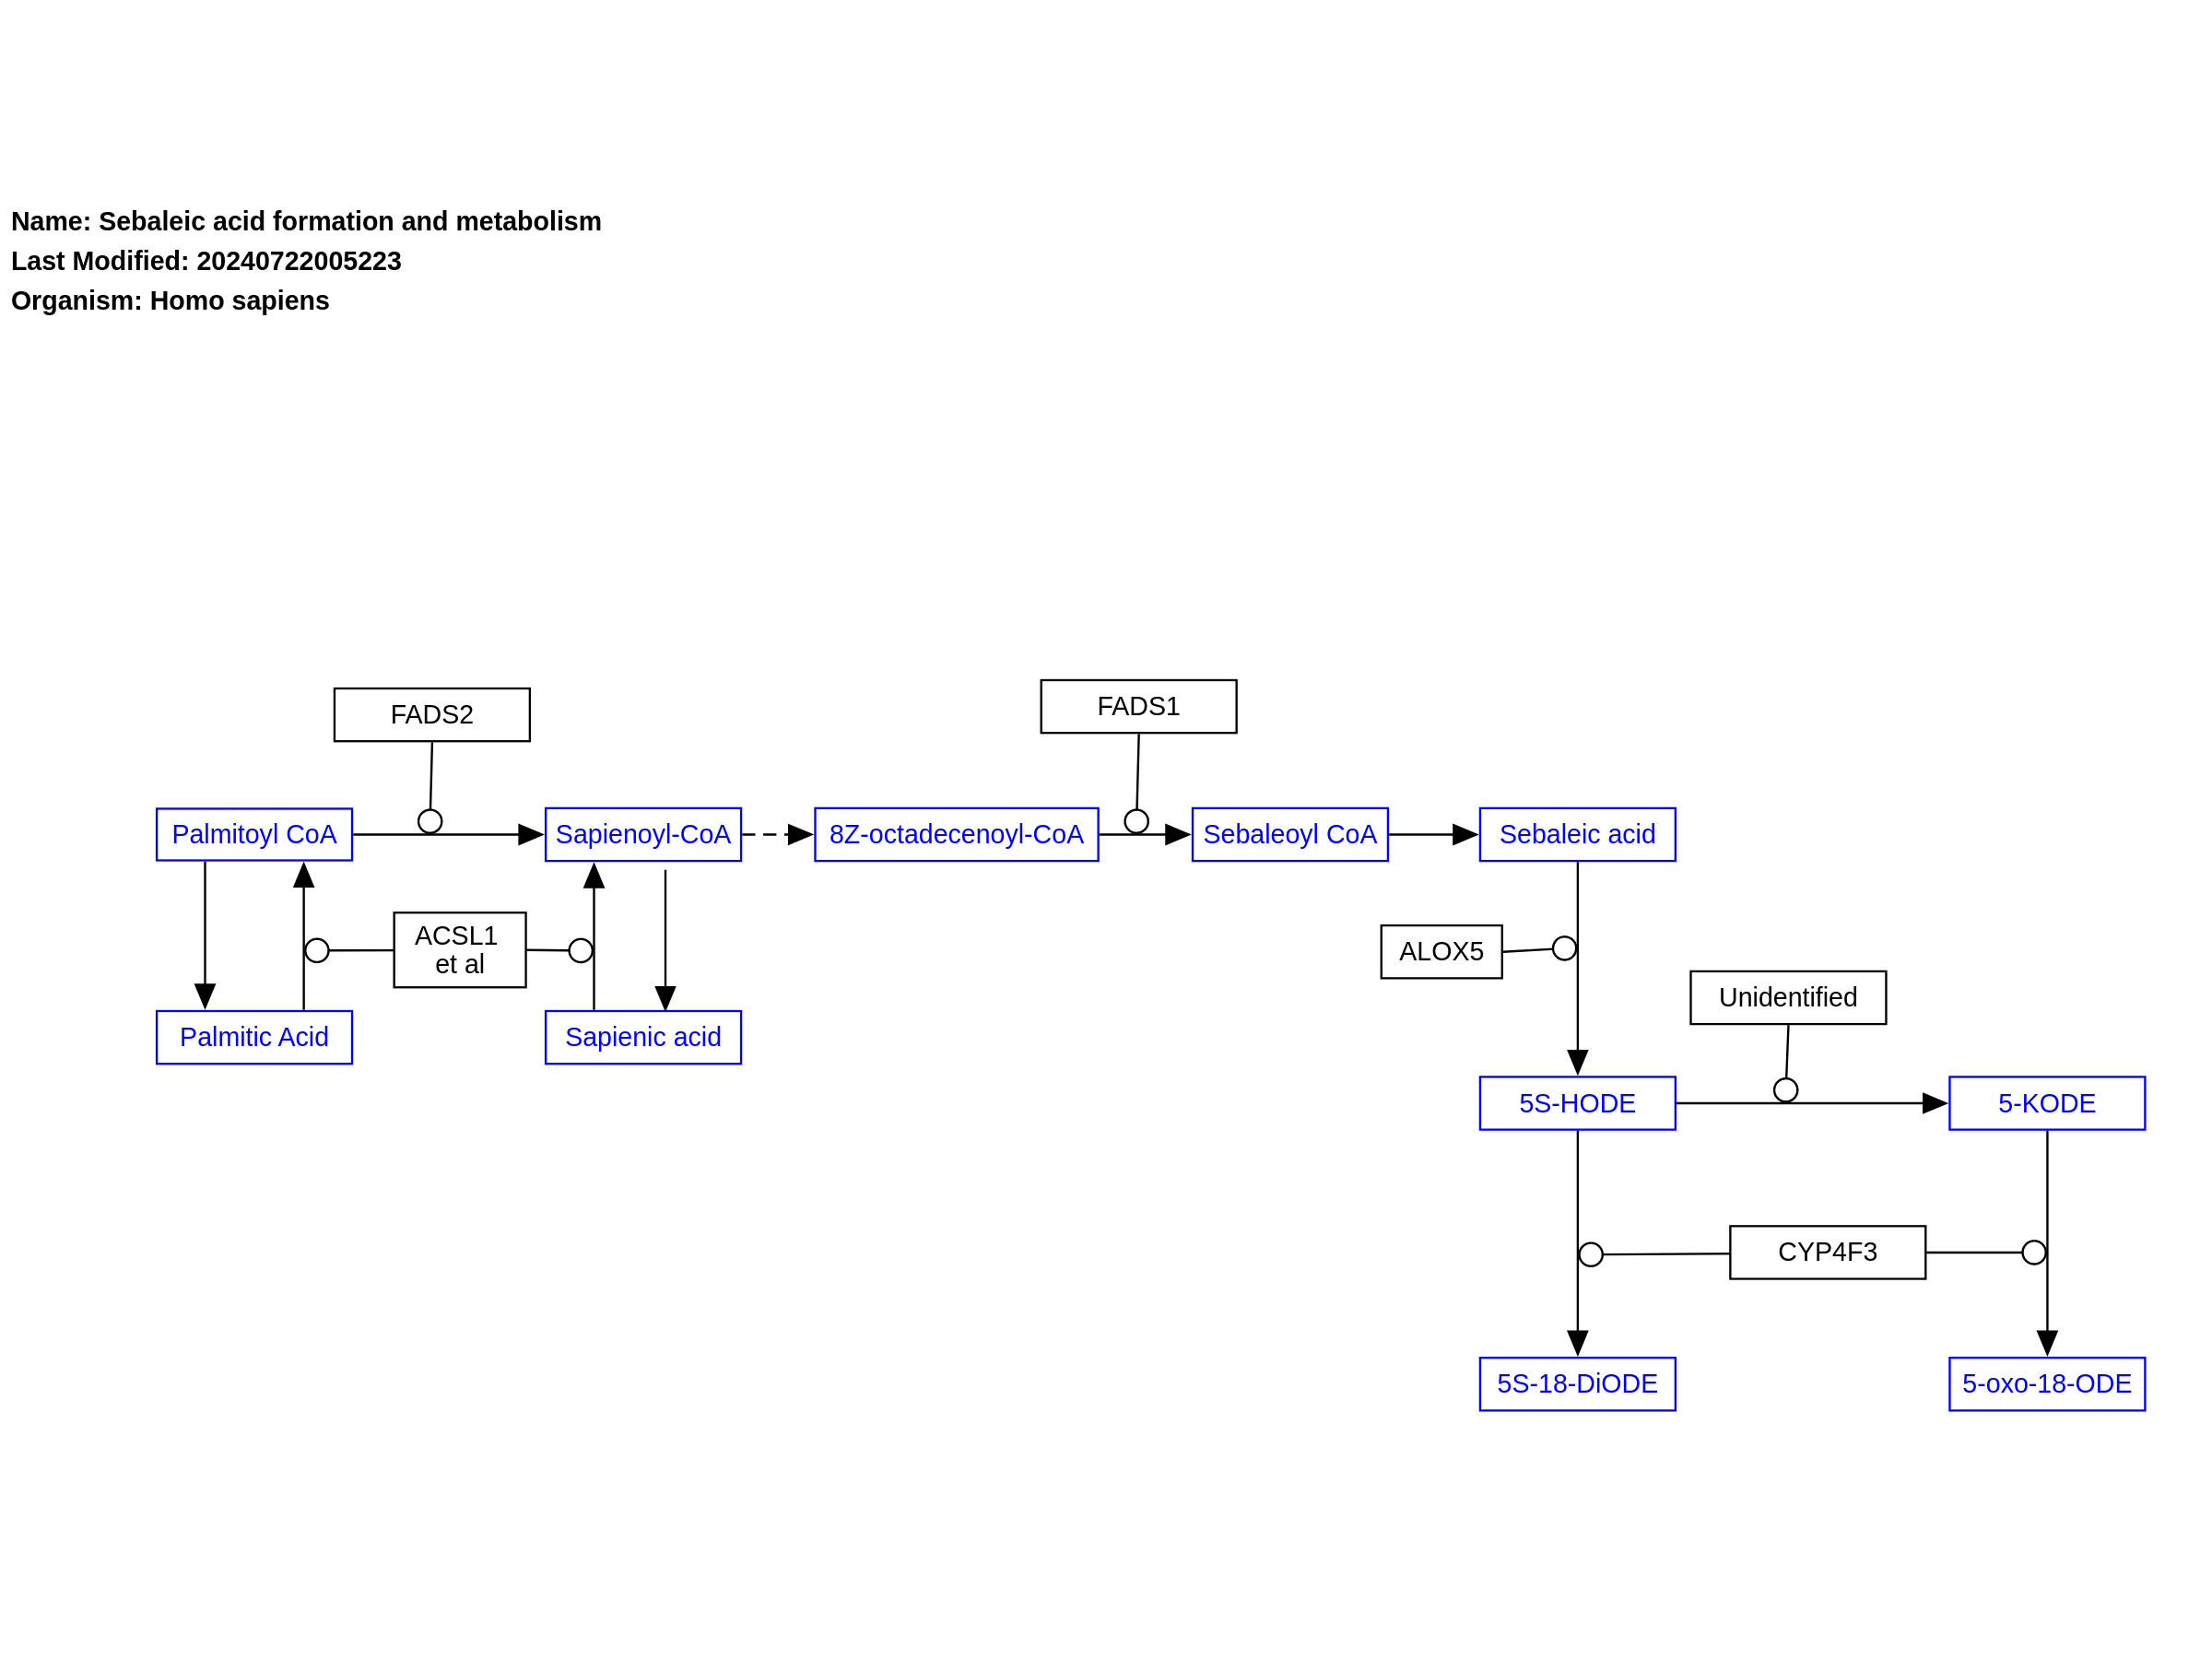 Name: Sebaleic acid formation and metabolism
Last Modified: 20240722005223
Organism: Homo sapiens
FADS2
FADS1
Palmitoyl CoA
Sapienoyl-CoA
8Z-octadecenoyl-CoA
Sebaleoyl CoA
Sebaleic acid
ACSL1
et al
ALOX5
Unidentified
Palmitic Acid
Sapienic acid
5S-HODE
5-KODE
CYP4F3
5S-18-DiODE
5-oxo-18-ODE